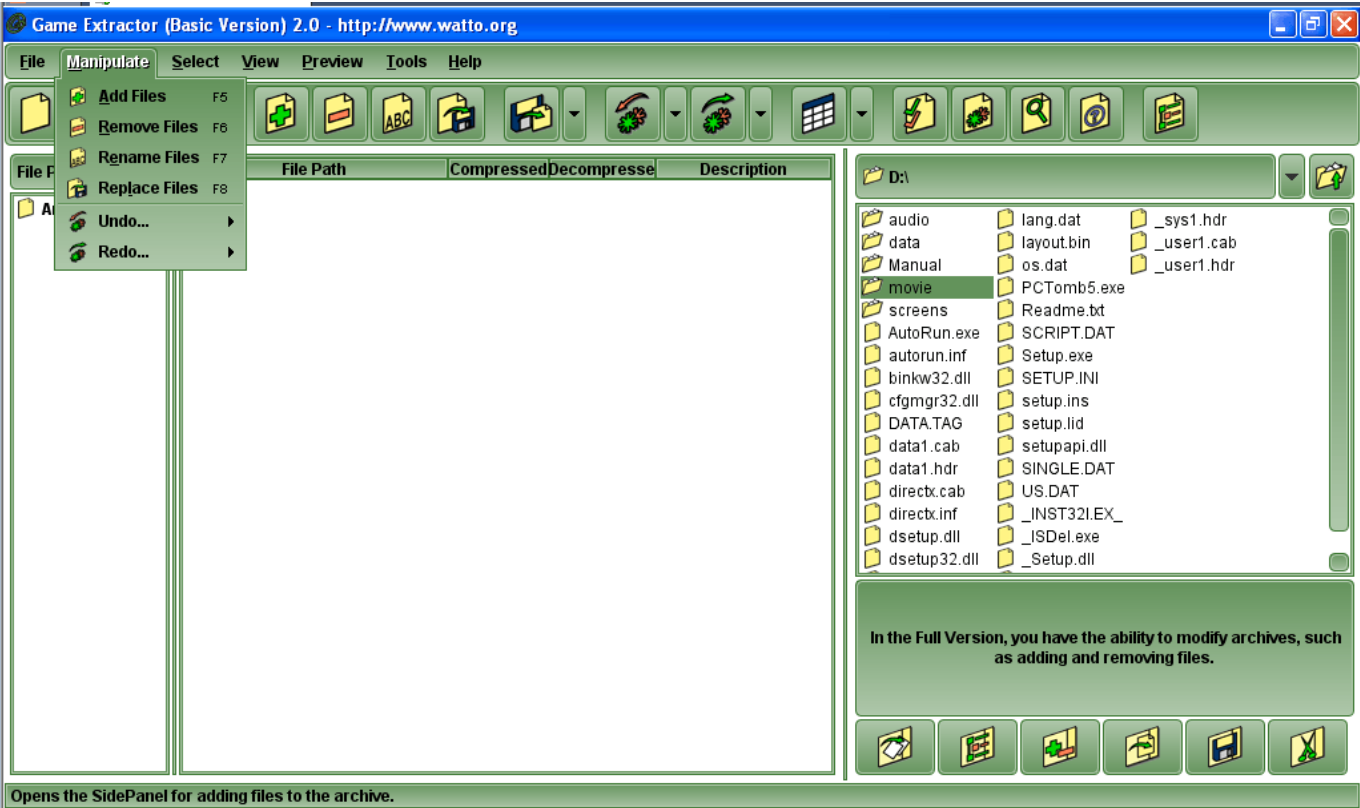 Game Extractor (Basic Version) 2.0 - http://www.watto.org
File Manipulate Select View Preview Tools Help
Add Files F5
Remove Files F6
Rename Files F7
Replace Files F8
Undo...
Redo...
ABC
File P File Path Compressed Decompresse Description
D:\
audio
data
Manual
movie
screens
AutoRun.exe
autorun.inf
binkw32.dll
cfgmgr32.dll
DATA.TAG
data1.cab
data1.hdr
directx.cab
directx.inf
dsetup.dll
dsetup32.dll
lang.dat
layout.bin
os.dat
PCTomb5.exe
Readme.txt
SCRIPT.DAT
Setup.exe
SETUP.INI
setup.ins
setup.lid
setupapi.dll
SINGLE.DAT
US.DAT
_INST32I.EX_
_ISDel.exe
_Setup.dll
_sys1.hdr
_user1.cab
_user1.hdr
In the Full Version, you have the ability to modify archives, such
as adding and removing files.
Opens the SidePanel for adding files to the archive.